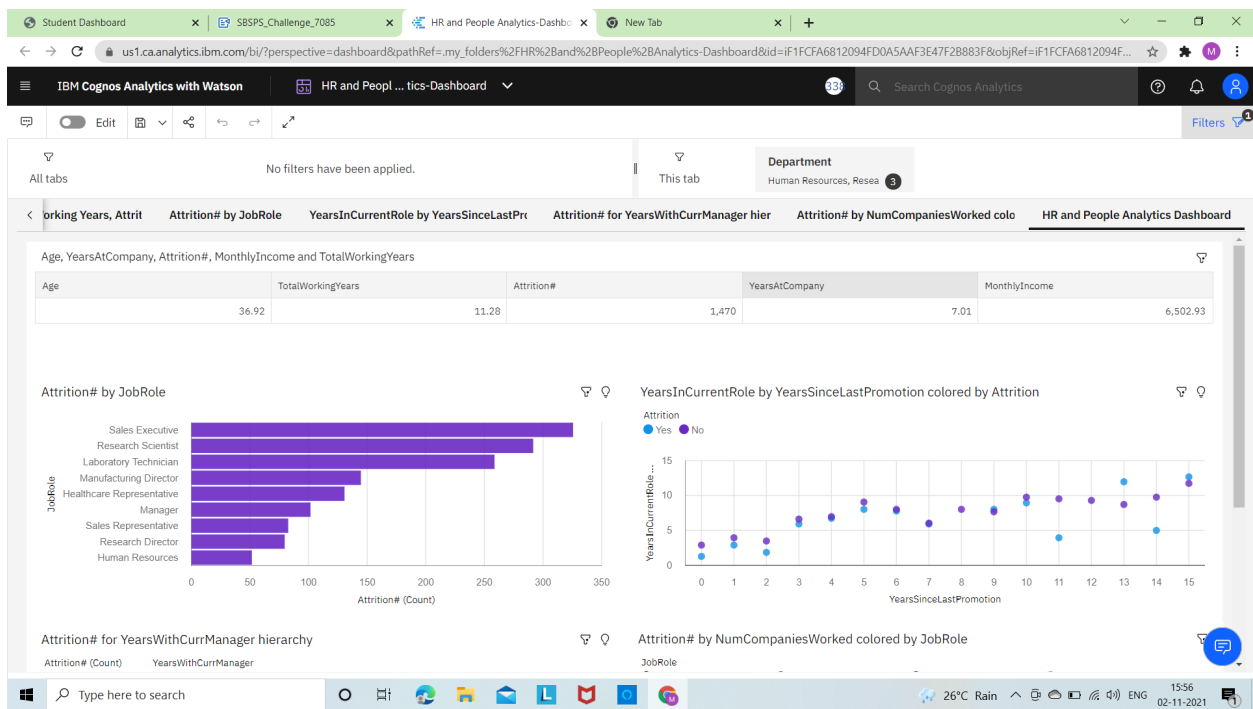 Student Dashboard
SBSPS_Challenge_7085
HR and People Analytics-Dashbo
New Tab
us1.ca.analytics.ibm.com/bi/?perspective=dashboard&pathRef=.my_folders%2FHR%2Band%2BPeople%2BAnalytics-Dashboard&id=iF1FCFA6812094FD0A5AAF3E47F2B883F&objRef=iF1FCFA6812094F...
M
IBM Cognos Analytics with Watson
HR and Peopl ... tics-Dashboard
338
Search Cognos Analytics
Edit
Filters
1
All tabs
No filters have been applied.
This tab
Department
Human Resources, Resea 3
orking Years, Attrit
Attrition# by JobRole
YearsInCurrentRole by YearsSinceLastPro
Attrition# for YearsWithCurrManager hier
Attrition# by NumCompaniesWorked colo
HR and People Analytics Dashboard
Age, YearsAtCompany, Attrition#, MonthlyIncome and TotalWorkingYears
Age TotalWorkingYears Attrition# YearsAtCompany MonthlyIncome
36.92 11.28 1,470 7.01 6,502.93
Attrition# by JobRole
JobRole
Sales Executive
Research Scientist
Laboratory Technician
Manufacturing Director
Healthcare Representative
Manager
Sales Representative
Research Director
Human Resources
0 50 100 150 200 250 300 350
Attrition# (Count)
YearsInCurrentRole by YearsSinceLastPromotion colored by Attrition
Attrition
Yes No
YearsInCurrentRole ...
15
10
5
0
0 1 2 3 4 5 6 7 8 9 10 11 12 13 14 15
YearsSinceLastPromotion
Attrition# for YearsWithCurrManager hierarchy
Attrition# (Count) YearsWithCurrManager
Attrition# by NumCompaniesWorked colored by JobRole
JobRole
Type here to search
L
26°C Rain
ENG
15:56
02-11-2021
1